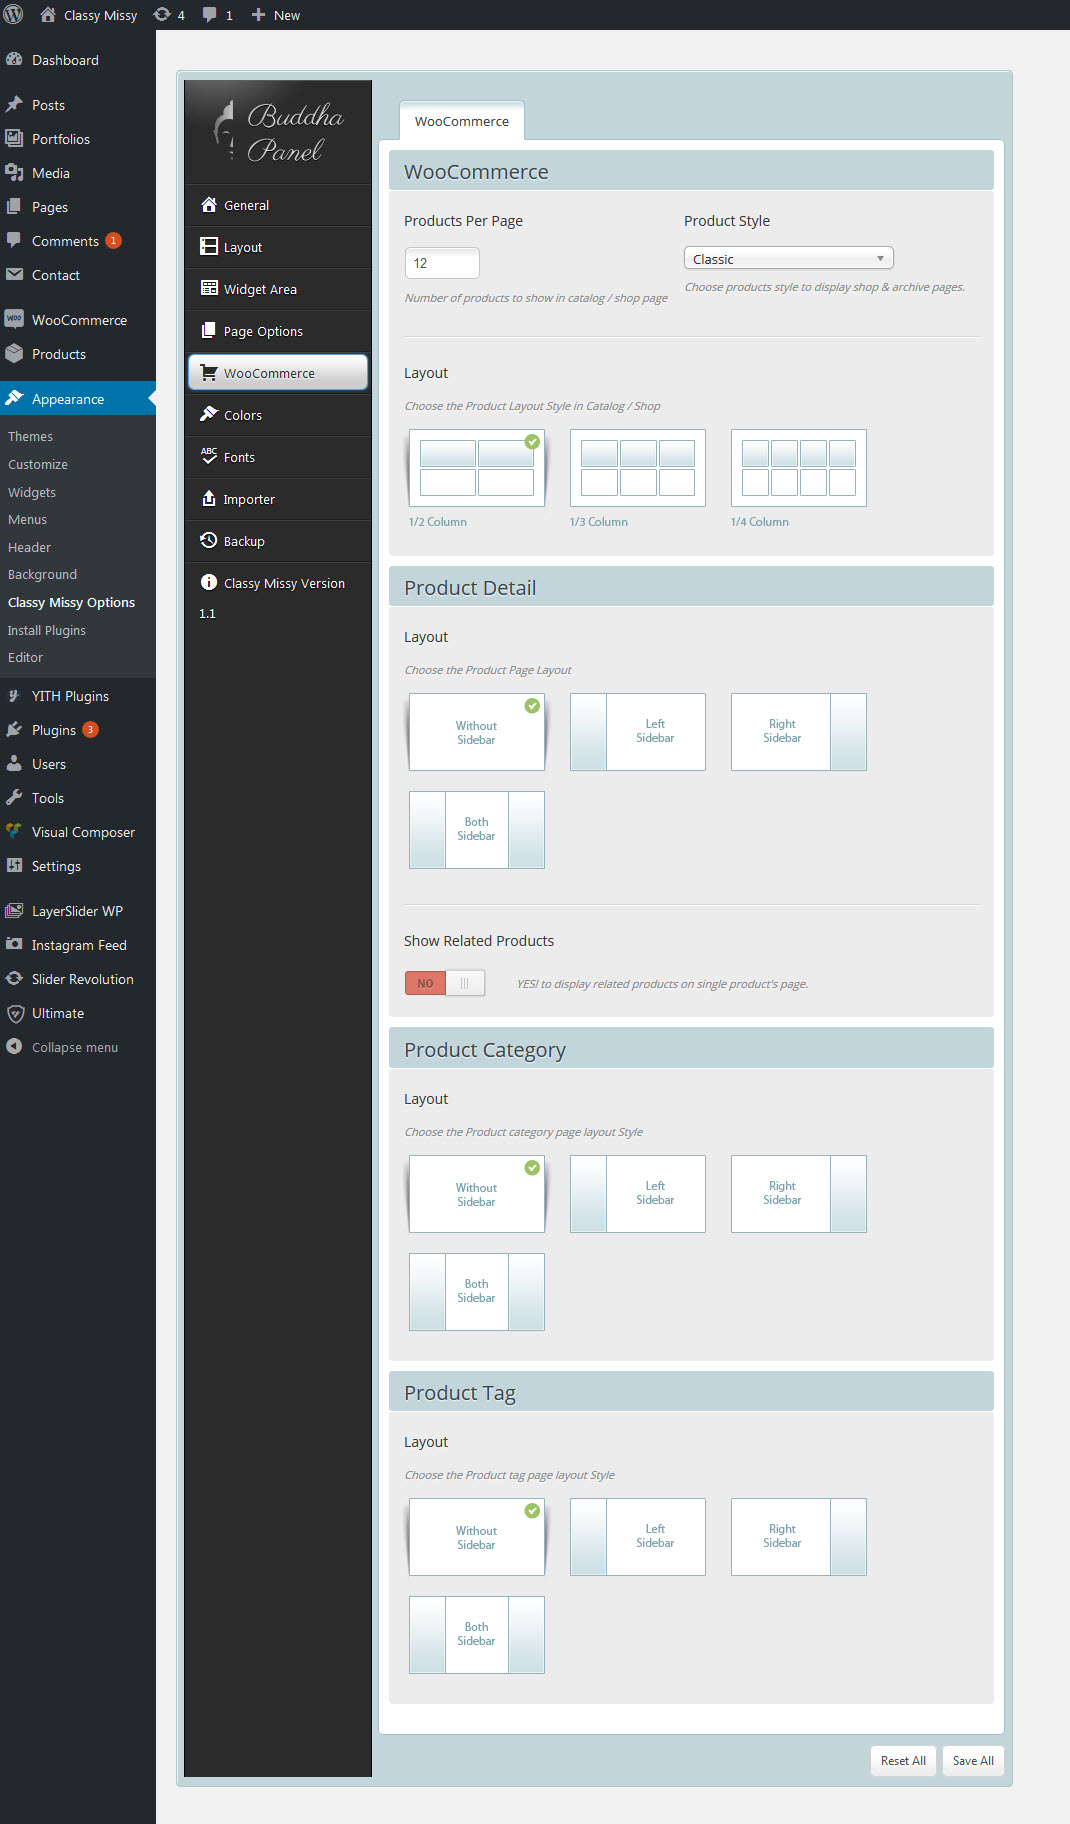 Classy Missy 4 1 New
Dashboard
Posts
Portfolios
Media
Pages
Comments 1
Contact
WOO WooCommerce
Products
Appearance
Themes
Customize
Widgets
Menus
Header
Background
Classy Missy Options
Install Plugins
Editor
YITH Plugins
Plugins 3
Users
Tools
Visual Composer
Settings
LayerSlider WP
Instagram Feed
Slider Revolution
Ultimate
Collapse menu
Buddha
Panel
General
Layout
Widget Area
Page Options
WooCommerce
Colors
ABC Fonts
Importer
Backup
Classy Missy Version
1.1
WooCommerce
WooCommerce
Products Per Page
12
Number of products to show in catalog / shop page
Product Style
Classic
Choose products style to display shop & archive pages.
Layout
Choose the Product Layout Style in Catalog / Shop
1/2 Column 1/3 Column 1/4 Column
Product Detail
Layout
Choose the Product Page Layout
Without
Sidebar
Left
Sidebar
Right
Sidebar
Both
Sidebar
Show Related Products
NO YES! to display related products on single product's page.
Product Category
Layout
Choose the Product category page layout Style
Without
Sidebar
Left
Sidebar
Right
Sidebar
Both
Sidebar
Product Tag
Layout
Choose the Product tag page layout Style
Without
Sidebar
Left
Sidebar
Right
Sidebar
Both
Sidebar
Reset All Save All